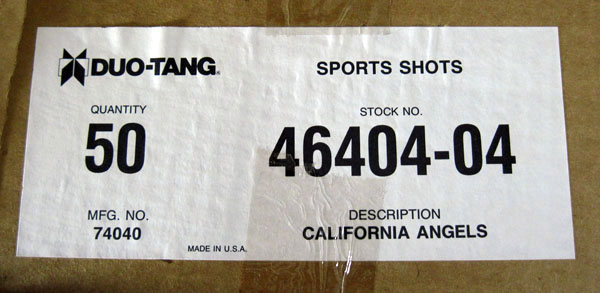 DUO-TANG®
SPORTS SHOTS
QUANTITY
50
STOCK NO.
46404-04
MFG. NO.
74040
DESCRIPTION
CALIFORNIA ANGELS
MADE IN U.S.A.